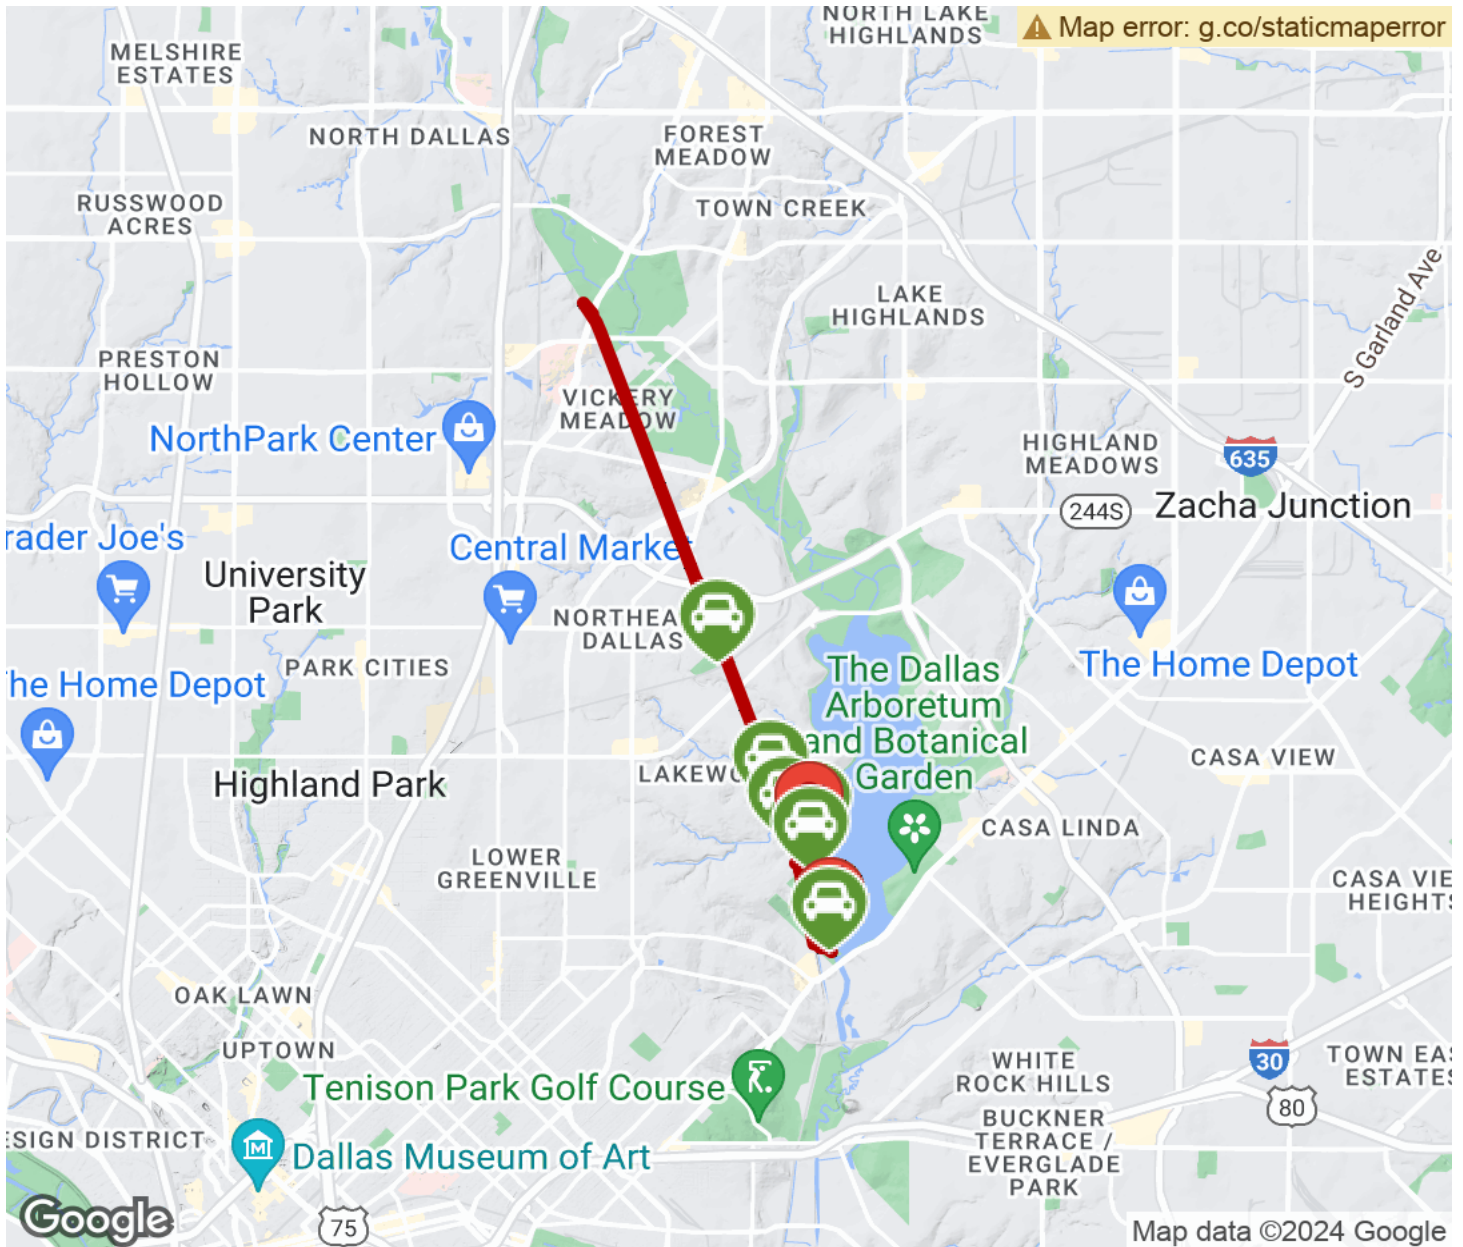 NORTH LAKE
HIGHLANDS
Map error: g.co/staticmaperror
MELSHIRE
ESTATES
NORTH DALLAS
FOREST
MEADOW
RUSSWOOD
ACRES
TOWN CREEK
LAKE
HIGHLANDS
S Garland Ave
PRESTON
HOLLOW
VICKERY
MEADOW
NorthPark Center
HIGHLAND
MEADOWS
635
244S
Zacha Junction
rader Joe's
Central Market
University
Park
NORTHEA
DALLAS
PARK CITIES
The Dallas
Arboretum
and Botanical
Garden
The Home Depot
The Home Depot
LAKEWO
CASA VIEW
Highland Park
CASA LINDA
LOWER
GREENVILLE
CASA VIE
HEIGHTS
OAK LAWN
UPTOWN
WHITE
ROCK HILLS
30
TOWN EAS
ESTATES
Tenison Park Golf Course
80
BUCKNER
TERRACE /
EVERGLADE
PARK
ESIGN DISTRICT
M
Dallas Museum of Art
Google
75
Map data ©2024 Google